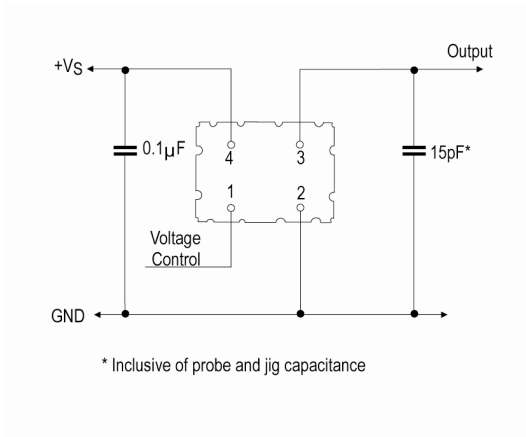 Output
+VS
0.1µF
15pF*
4
3
1
2
Voltage
Control
GND
* Inclusive of probe and jig capacitance